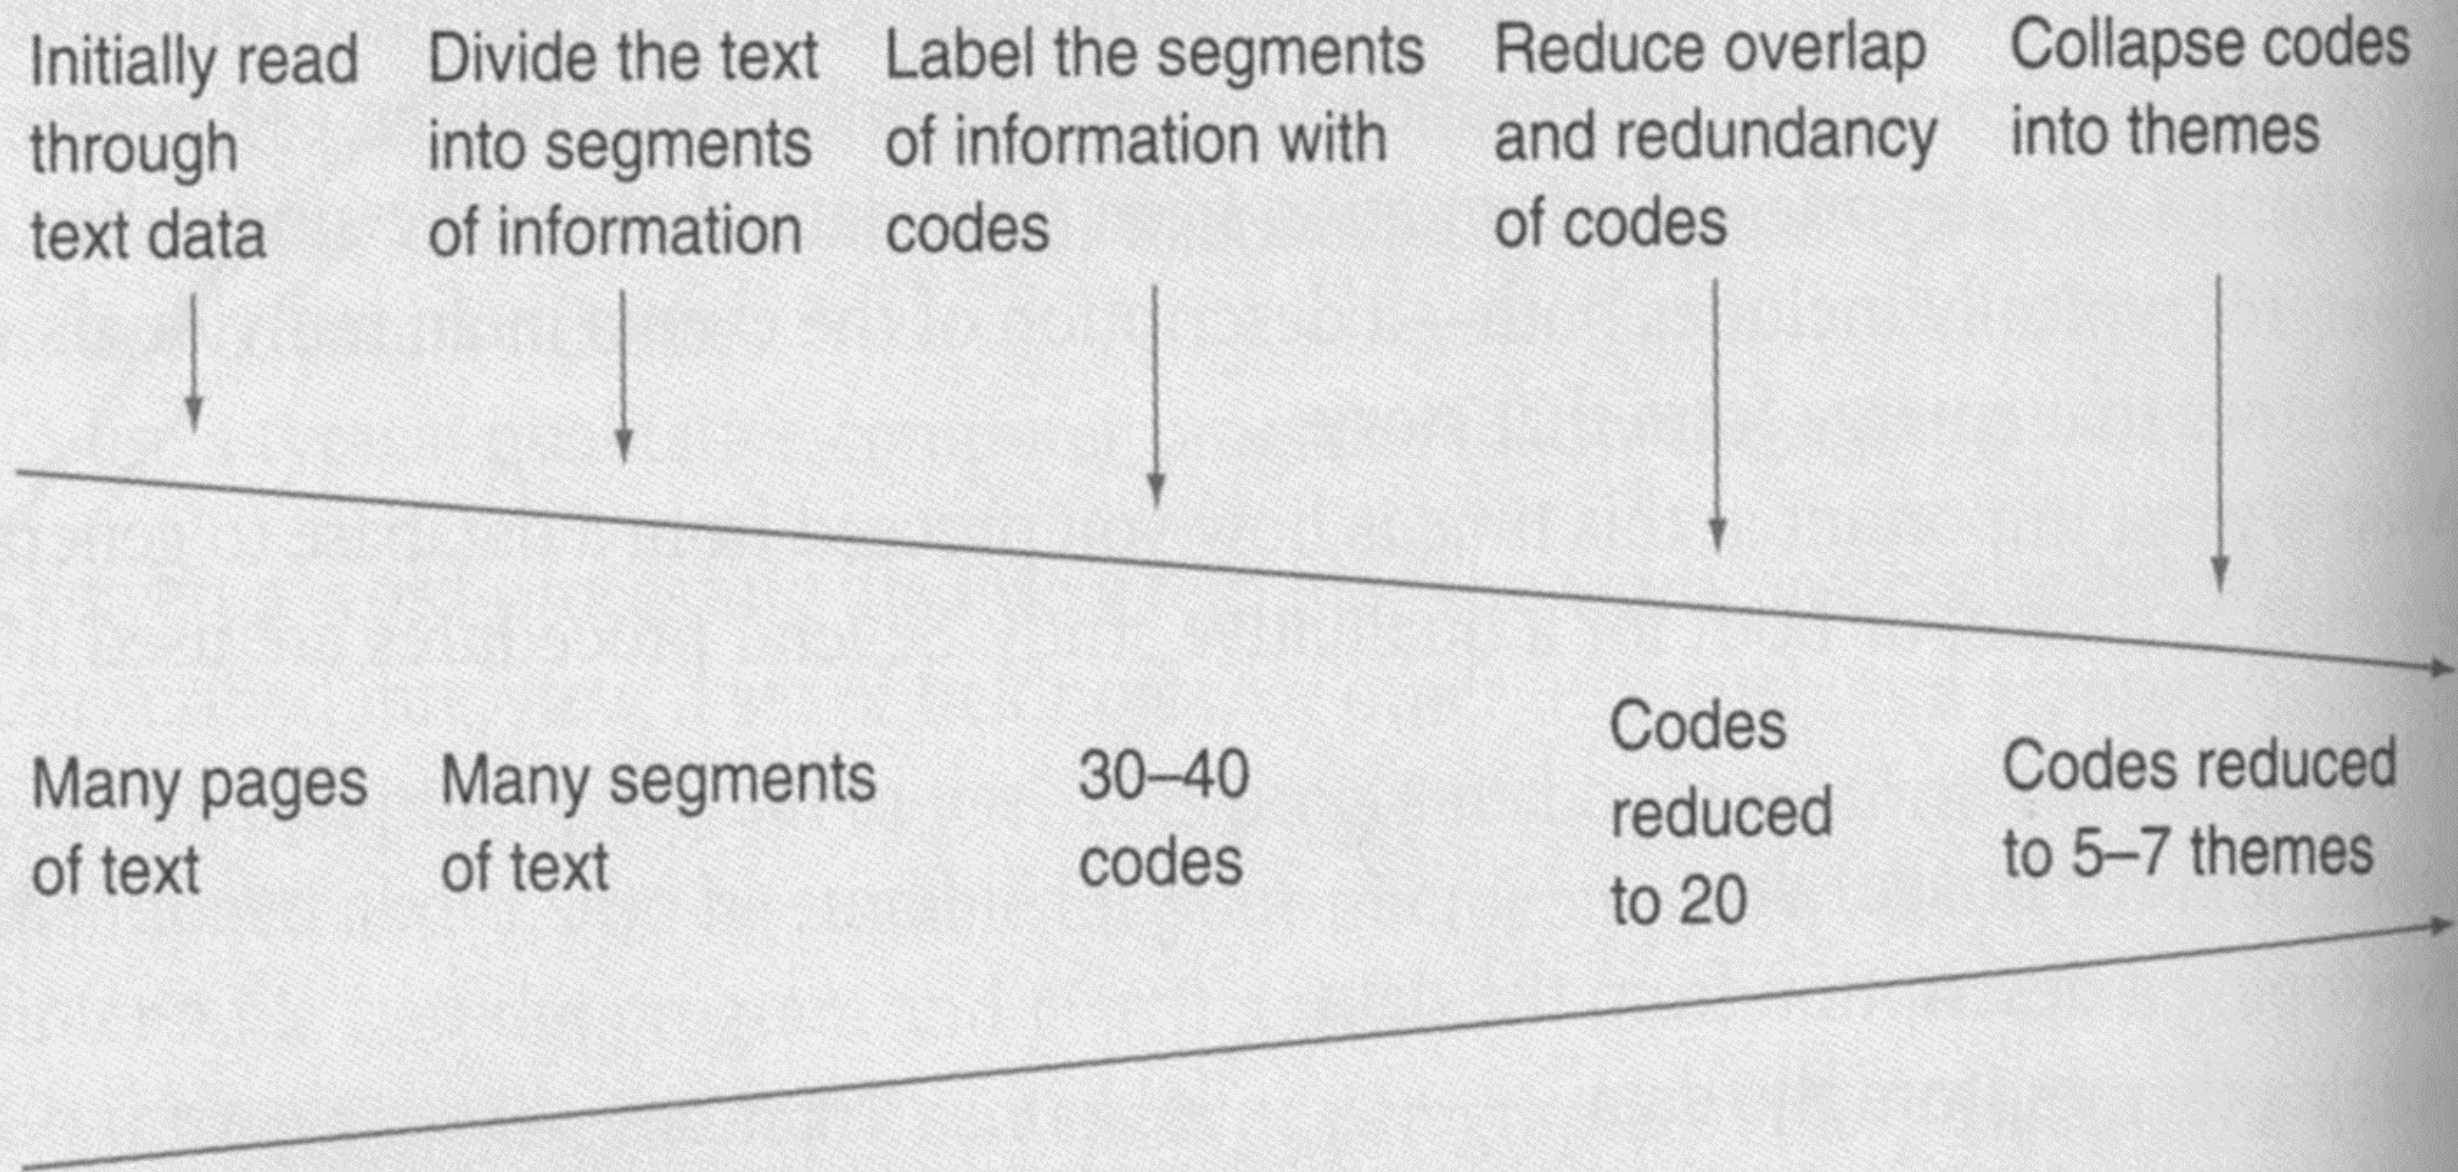 Initially read
through
text data
Divide the text
into segments
of information
Label the segments
of information with
codes
Reduce overlap
and redundancy
of codes
Collapse codes
into themes
Many pages
of text
Many segments
of text
30–40
codes
Codes
reduced
to 20
Codes reduced
to 5–7 themes